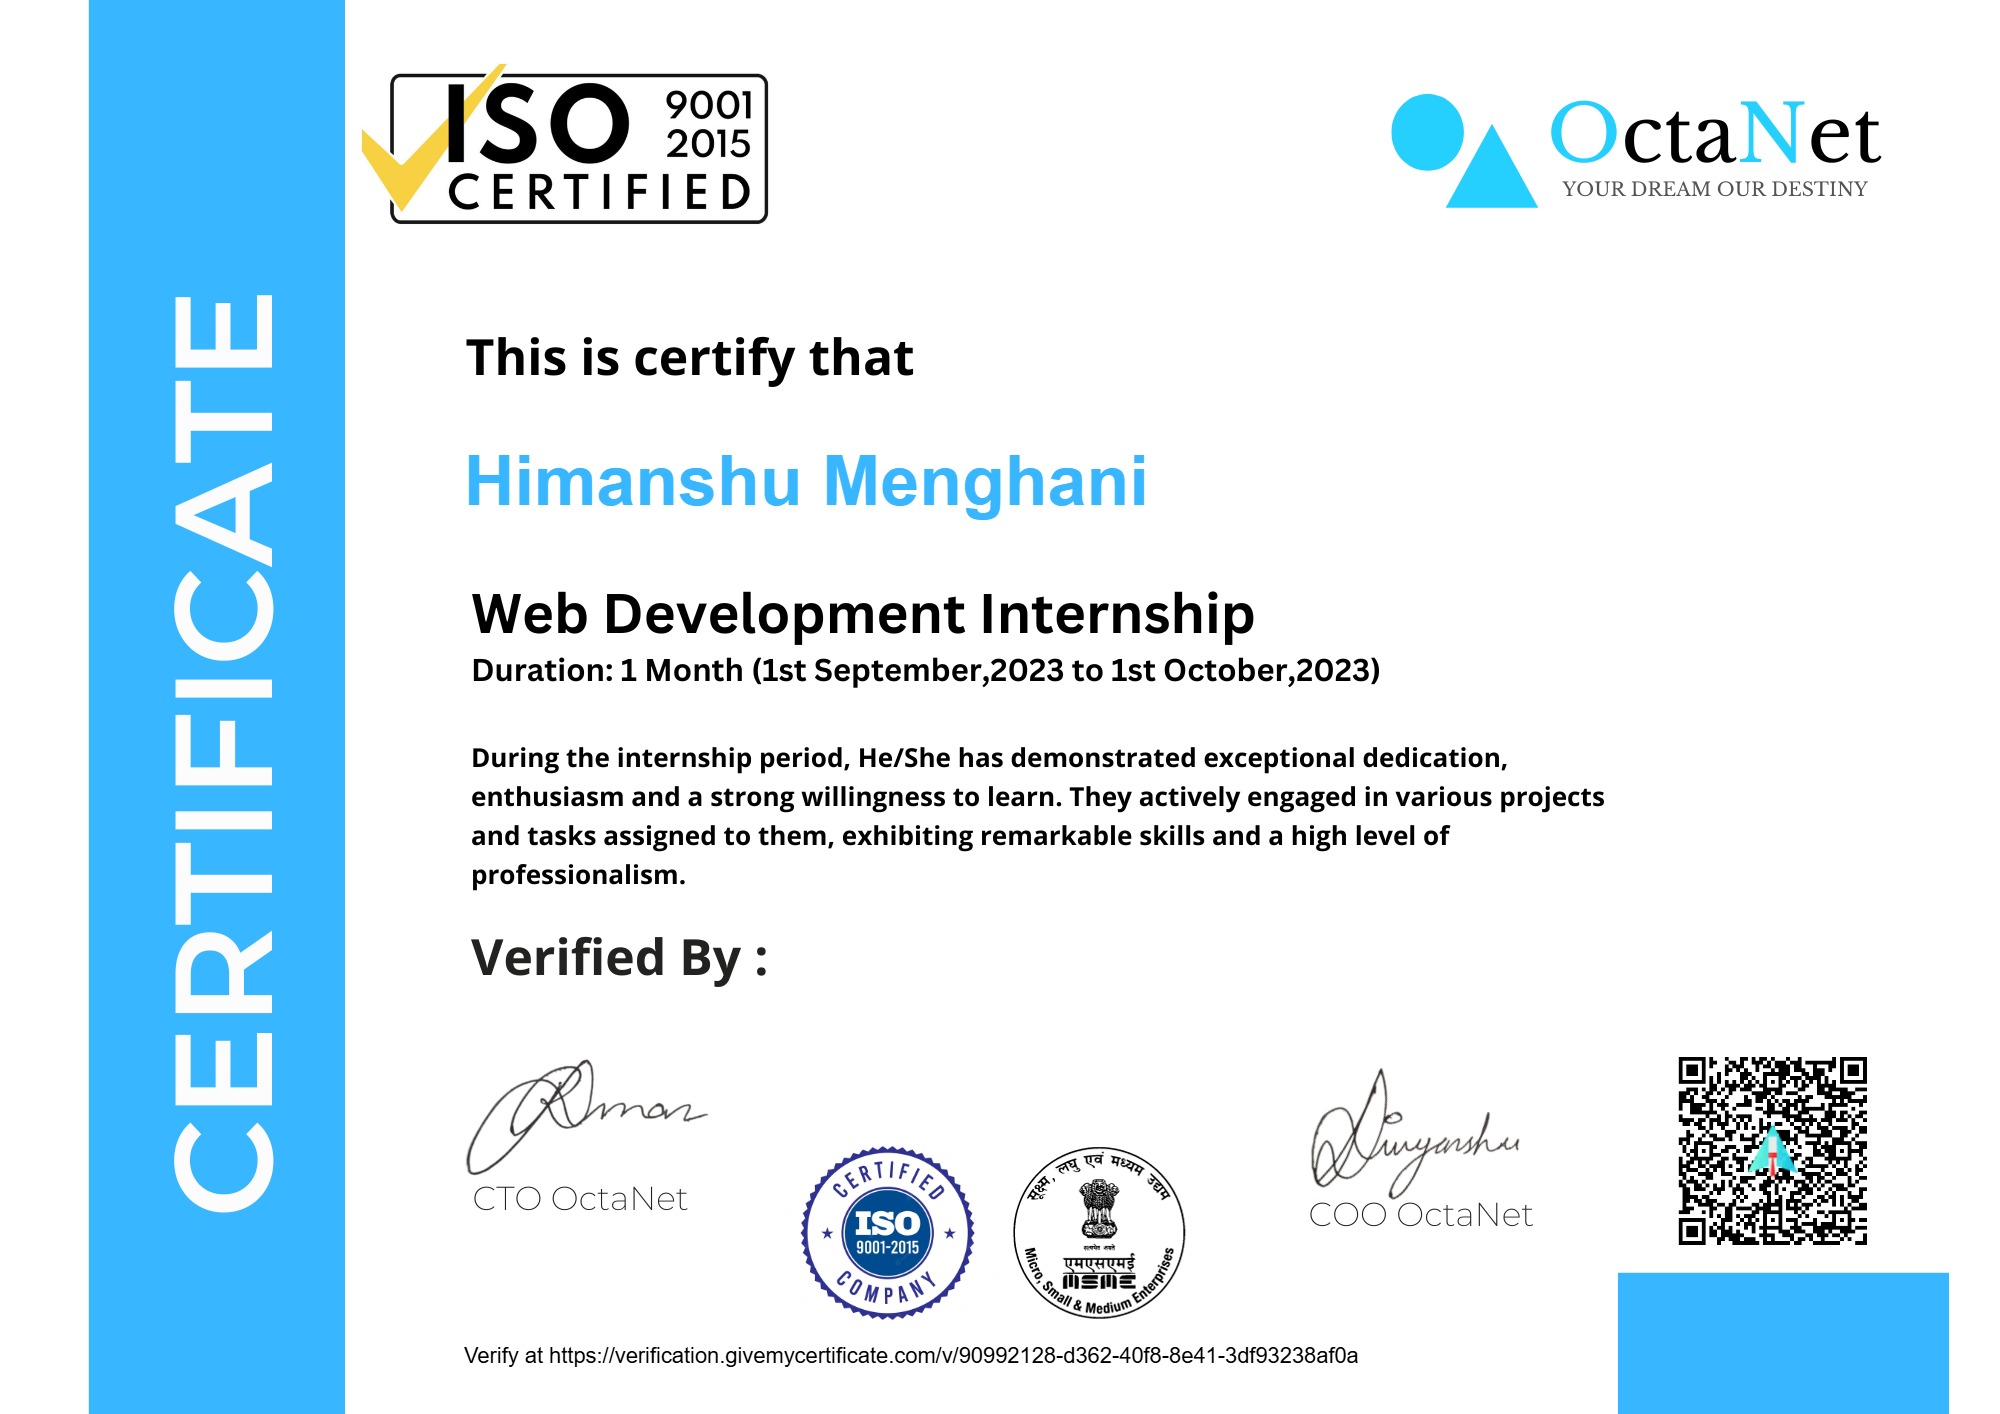 CERTIFICATE
ISO 9001
2015
CERTIFIED
OctaNet
YOUR DREAM OUR DESTINY
This is certify that
Himanshu Menghani
Web Development Internship
Duration: 1 Month (1st September,2023 to 1st October,2023)
During the internship period, He/She has demonstrated exceptional dedication,
enthusiasm and a strong willingness to learn. They actively engaged in various projects
and tasks assigned to them, exhibiting remarkable skills and a high level of
professionalism.
Verified By :
CTO OctaNet
CERTIFIED
ISO
9001-2015
COMPANY
सूक्ष्म, लघु एवं मध्यम उद्यम
सत्यमेव जयते
एमएसएमई
MSME
Micro, Small & Medium Enterprises
Divyanshu
COO OctaNet
Verify at https://verification.givemycertificate.com/v/90992128-d362-40f8-8e41-3df93238af0a